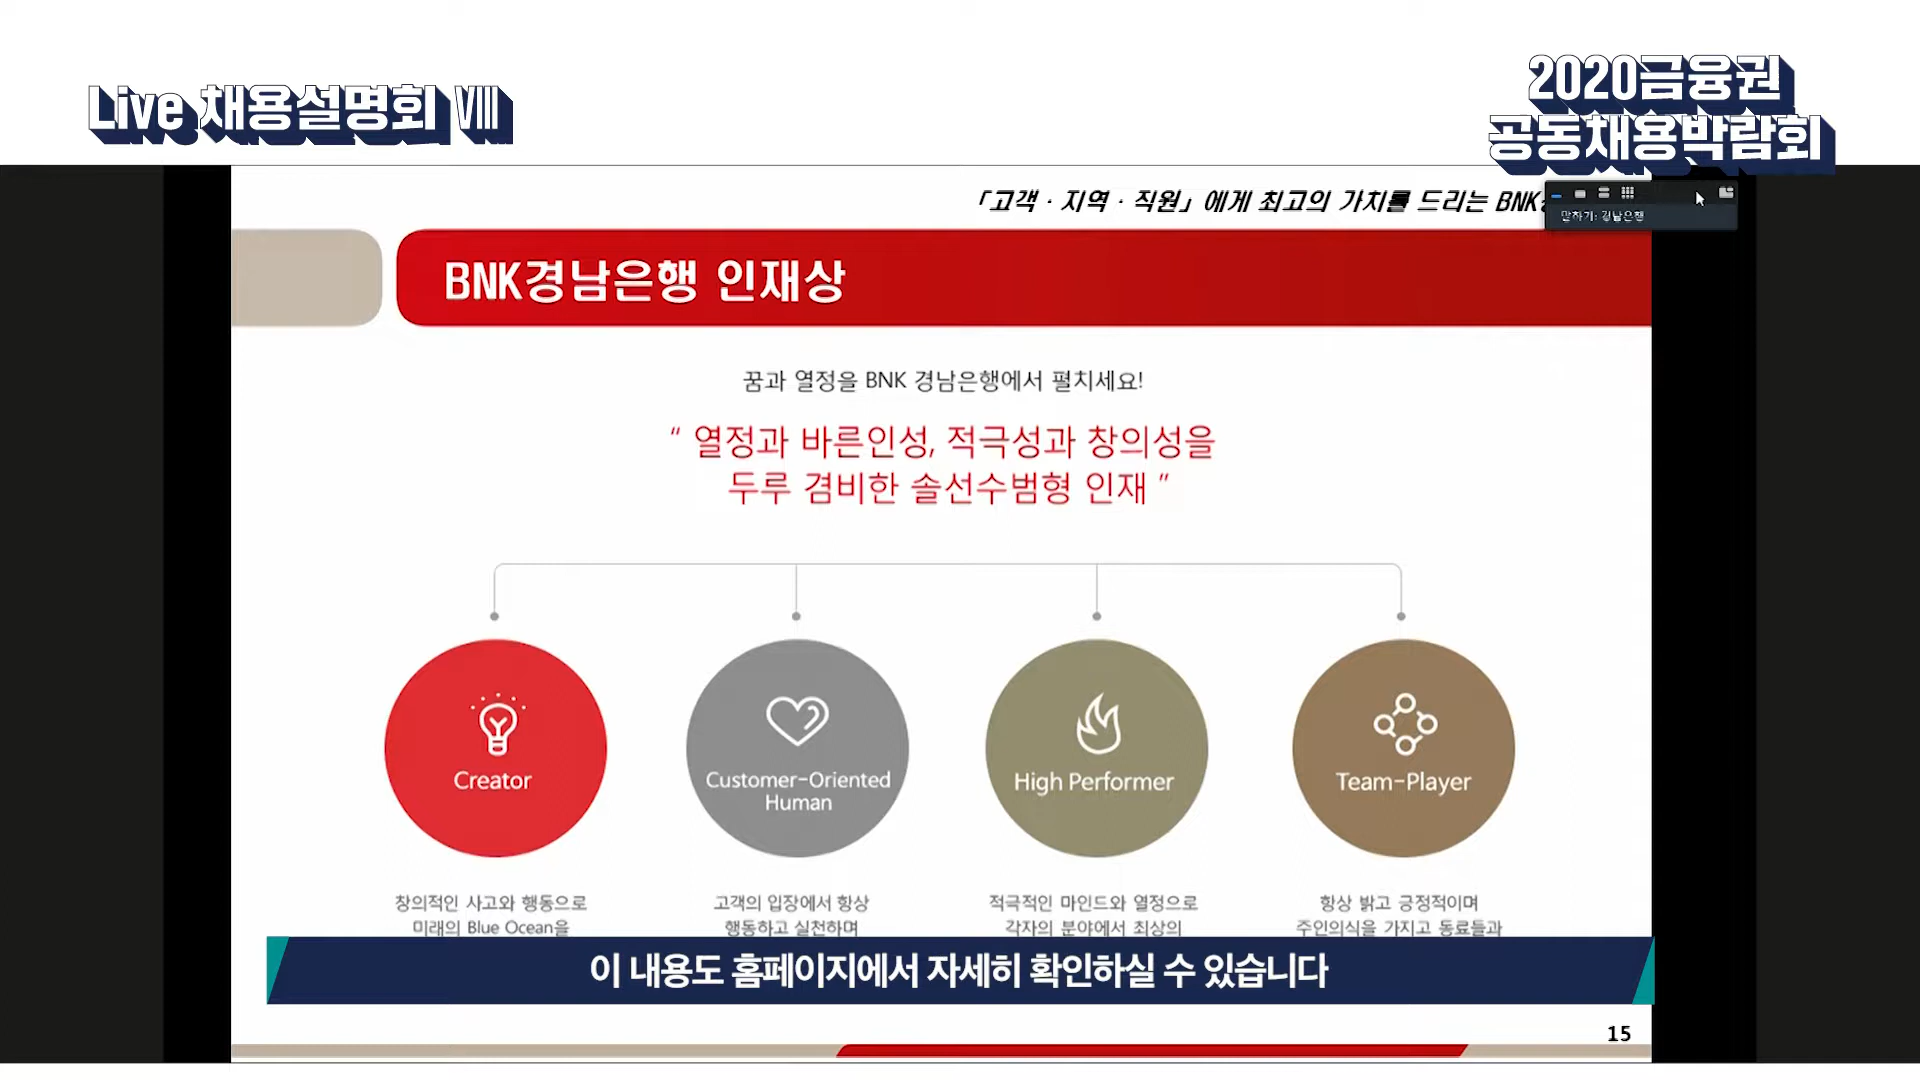 Live 채용설명회 Ⅷ
2020금융권
공동채용박람회
「고객 · 지역 · 직원」에게 최고의 가치를 드리는 BNK
말하기: 경남은행
BNK경남은행 인재상
꿈과 열정을 BNK 경남은행에서 펼치세요!
“ 열정과 바른인성, 적극성과 창의성을
두루 겸비한 솔선수범형 인재 ”
Creator
Customer-Oriented
Human
High Performer
Team-Player
창의적인 사고와 행동으로
미래의 Blue Ocean을
고객의 입장에서 항상
행동하고 실천하며
적극적인 마인드와 열정으로
각자의 분야에서 최상의
항상 밝고 긍정적이며
주인의식을 가지고 동료들과
이 내용도 홈페이지에서 자세히 확인하실 수 있습니다
15